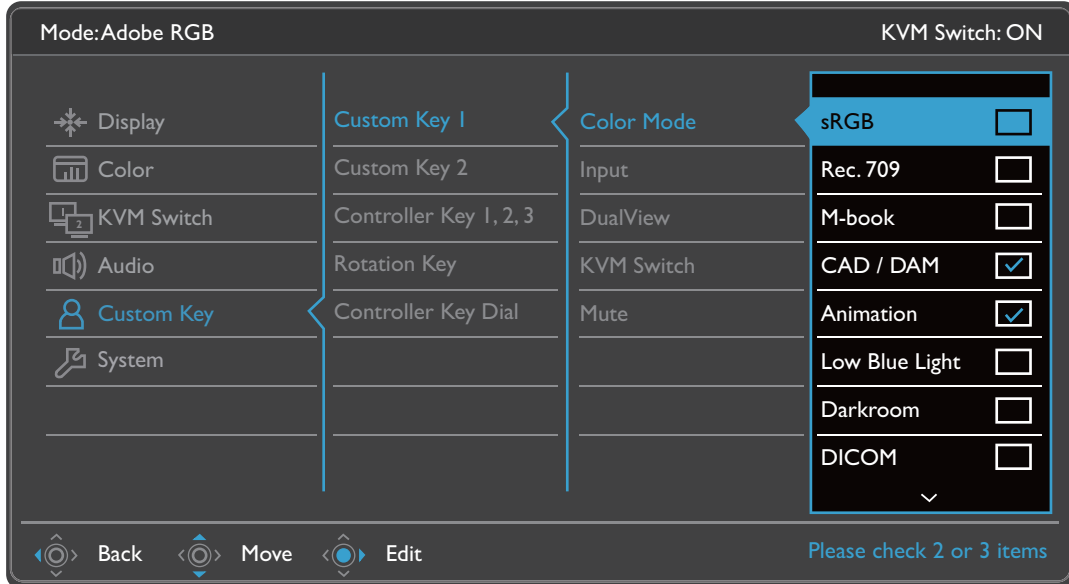 Mode: Adobe RGB
KVM Switch: ON
Display
Color
1 2 KVM Switch
Audio
Custom Key
System
Custom Key 1
Custom Key 2
Controller Key 1, 2, 3
Rotation Key
Controller Key Dial
Color Mode
Input
DualView
KVM Switch
Mute
sRGB
Rec. 709
M-book
CAD / DAM
Animation
Low Blue Light
Darkroom
DICOM
Back
Move
Edit
Please check 2 or 3 items